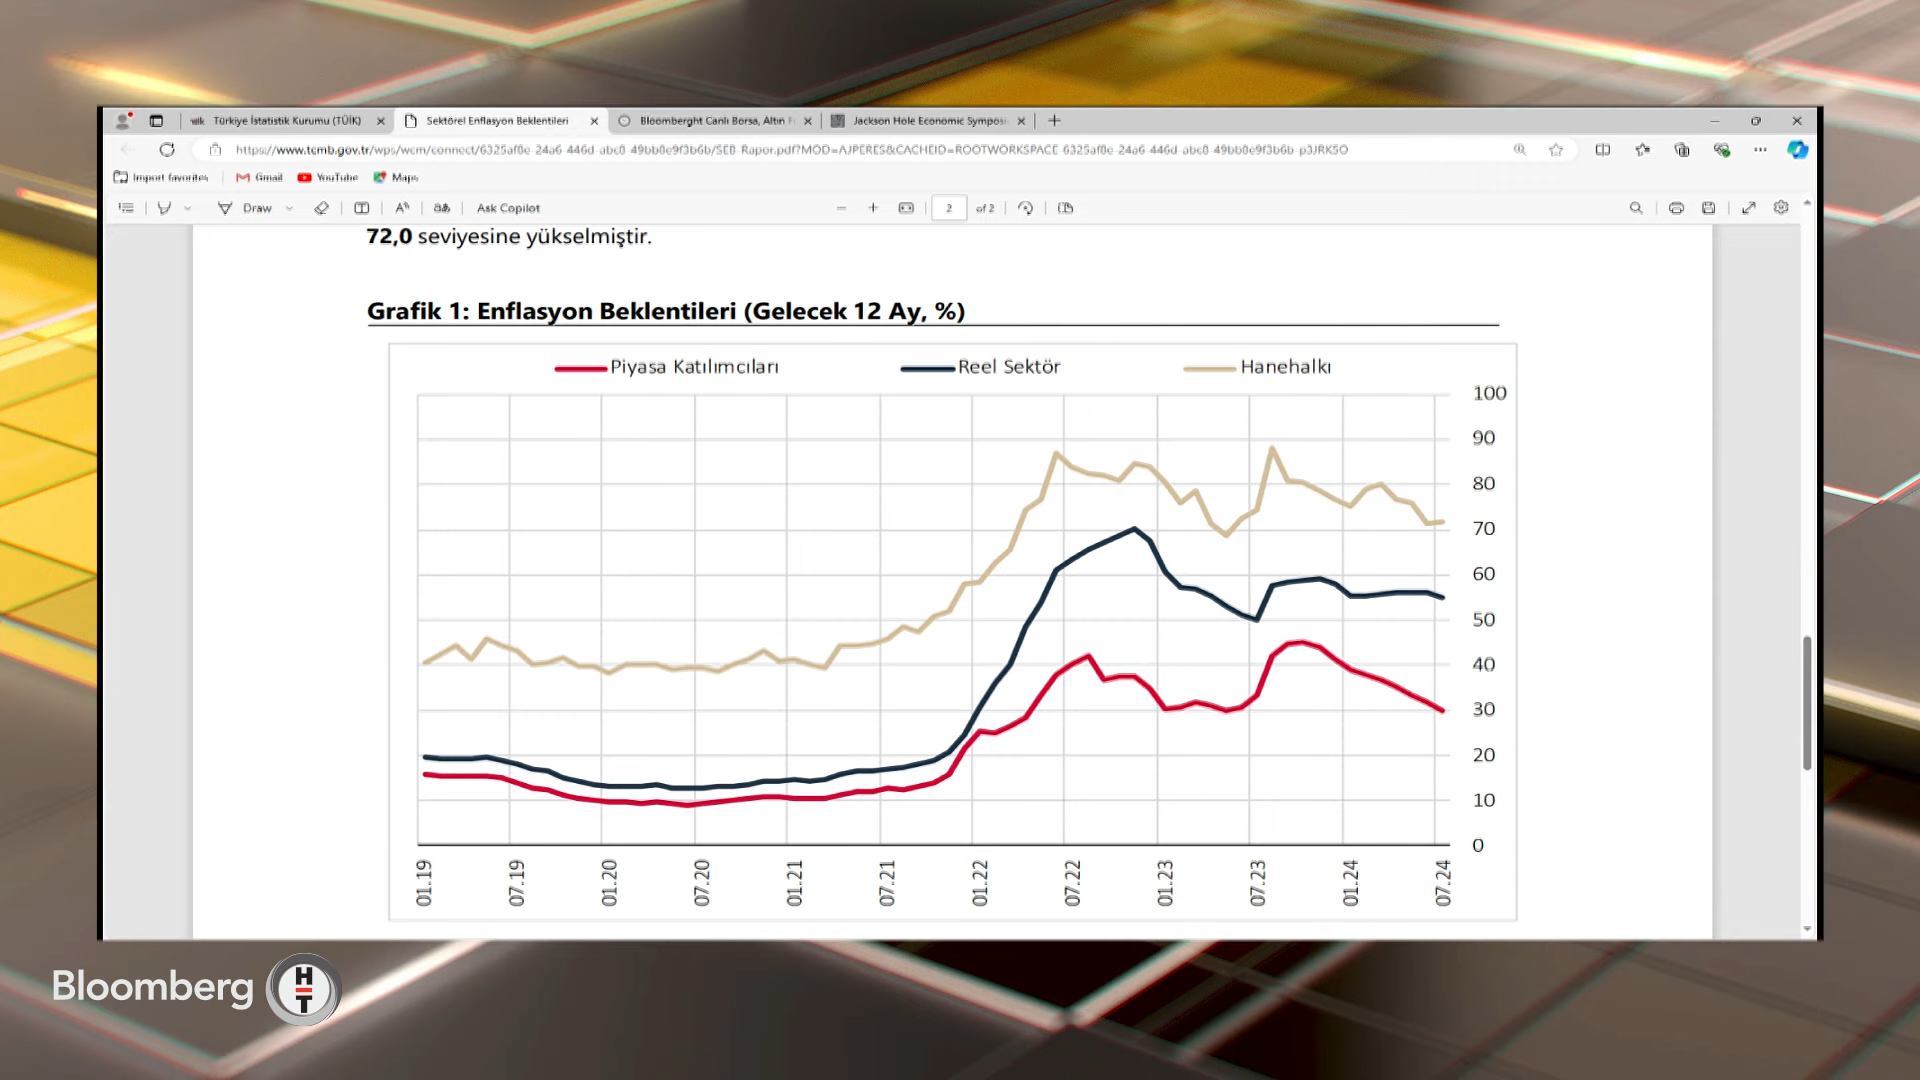 Türkiye İstatistik Kurumu (TÜİK)
Sektörel Enflasyon Beklentileri
Bloomberght Canlı Borsa, Altın F
Jackson Hole Economic Symposi
Import favorites
Gmail
YouTube
Maps
Draw
Ask Copilot
2
of 2
72,0 seviyesine yükselmiştir.
Grafik 1: Enflasyon Beklentileri (Gelecek 12 Ay, %)
Piyasa Katılımcıları
Reel Sektör
Hanehalkı
100
90
80
70
60
50
40
30
20
10
0
01.19
07.19
01.20
07.20
01.21
07.21
01.22
07.22
01.23
07.23
01.24
07.24
Bloomberg HT